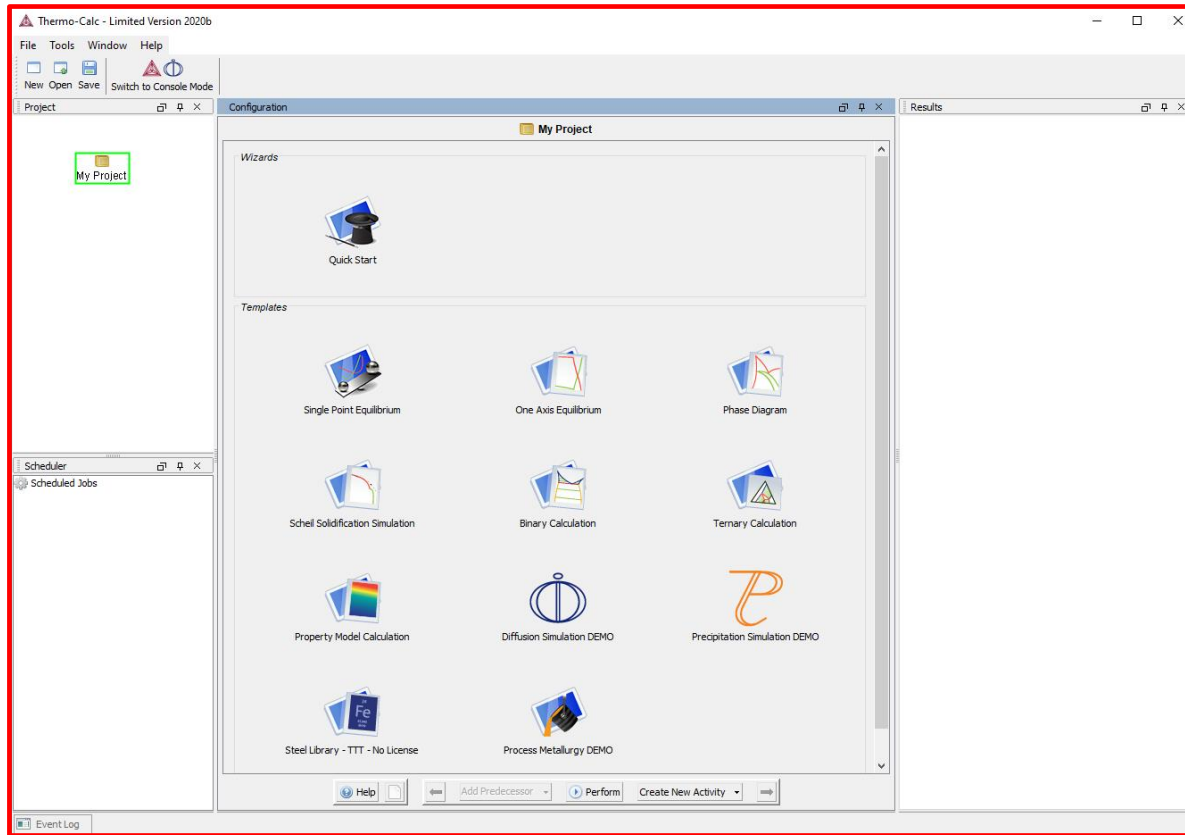 Thermo-Calc - Limited Version 2020b
File Tools Window Help
New Open Save Switch to Console Mode
Project
My Project
Scheduler
Scheduled Jobs
Configuration
My Project
Wizards
Quick Start
Templates
Single Point Equilibrium One Axis Equilibrium Phase Diagram
Scheil Solidification Simulation Binary Calculation Ternary Calculation
Property Model Calculation Diffusion Simulation DEMO Precipitation Simulation DEMO
Fe
Steel Library - TTT - No License Process Metallurgy DEMO
Help Add Predecessor Perform Create New Activity
Results
Event Log